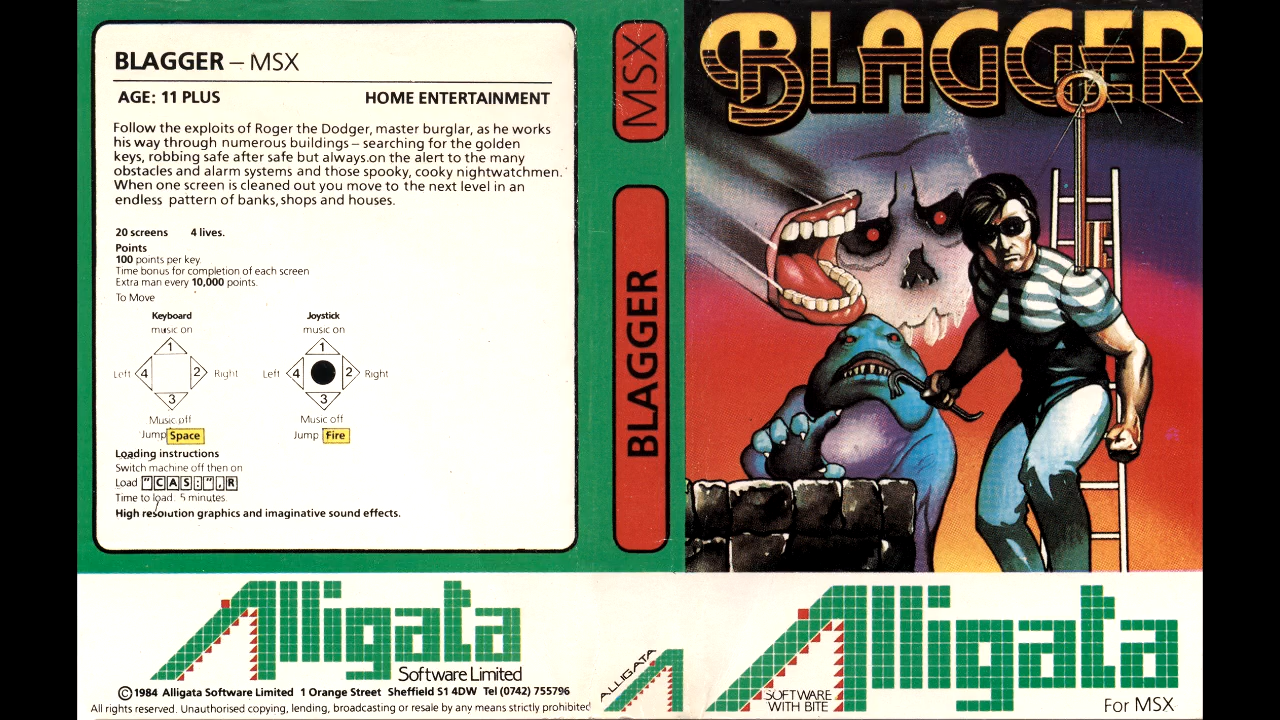 BLAGGER – MSX
AGE: 11 PLUS HOME ENTERTAINMENT
Follow the exploits of Roger the Dodger, master burglar, as he works
his way through numerous buildings – searching for the golden
keys, robbing safe after safe but always on the alert to the many
obstacles and alarm systems and those spooky, cooky nightwatchmen.
When one screen is cleaned out you move to the next level in an
endless pattern of banks, shops and houses.
20 screens 4 lives.
Points
100 points per key.
Time bonus for completion of each screen
Extra man every 10,000 points.
To Move
Keyboard
music on
1
Left 4 2 Right
3
Music off
Jump Space
Joystick
music on
1
Left 4 2 Right
3
Music off
Jump Fire
Loading instructions
Switch machine off then on
Load "CAS:",R
Time to load. 5 minutes.
High resolution graphics and imaginative sound effects.
Alligata
Software Limited
©1984 Alligata Software Limited 1 Orange Street Sheffield S1 4DW Tel (0742) 755796
All rights reserved. Unauthorised copying, lending, broadcasting or resale by any means strictly prohibited
MSX
BLAGGER
ALLIGATA
BLAGGER
Alligata
SOFTWARE
WITH BITE
For MSX